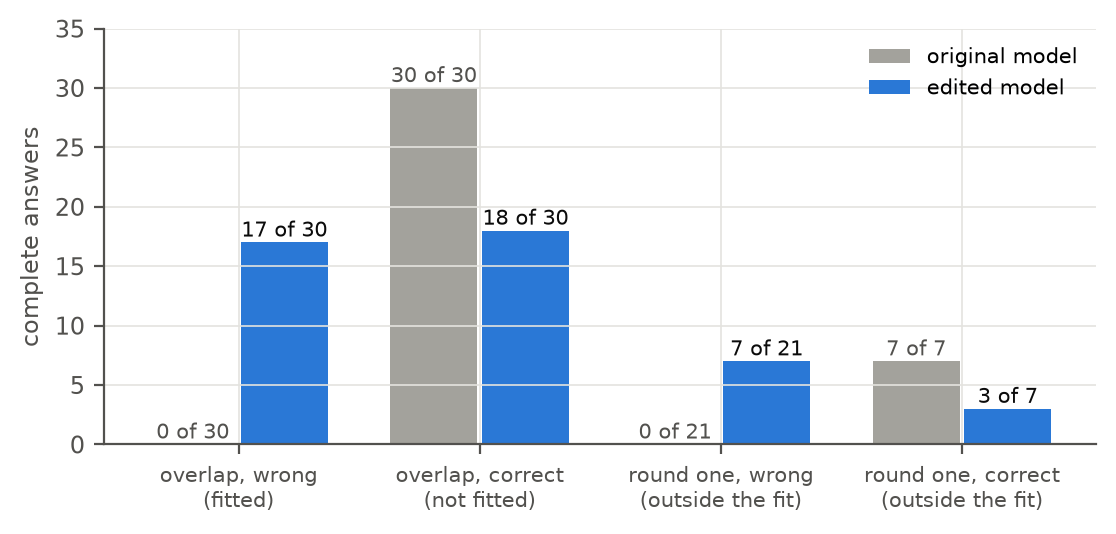 35
30
25
20
15
10
5
0
complete answers
original model
edited model
0 of 30
17 of 30
30 of 30
18 of 30
0 of 21
7 of 21
7 of 7
3 of 7
overlap, wrong
(fitted)
overlap, correct
(not fitted)
round one, wrong
(outside the fit)
round one, correct
(outside the fit)